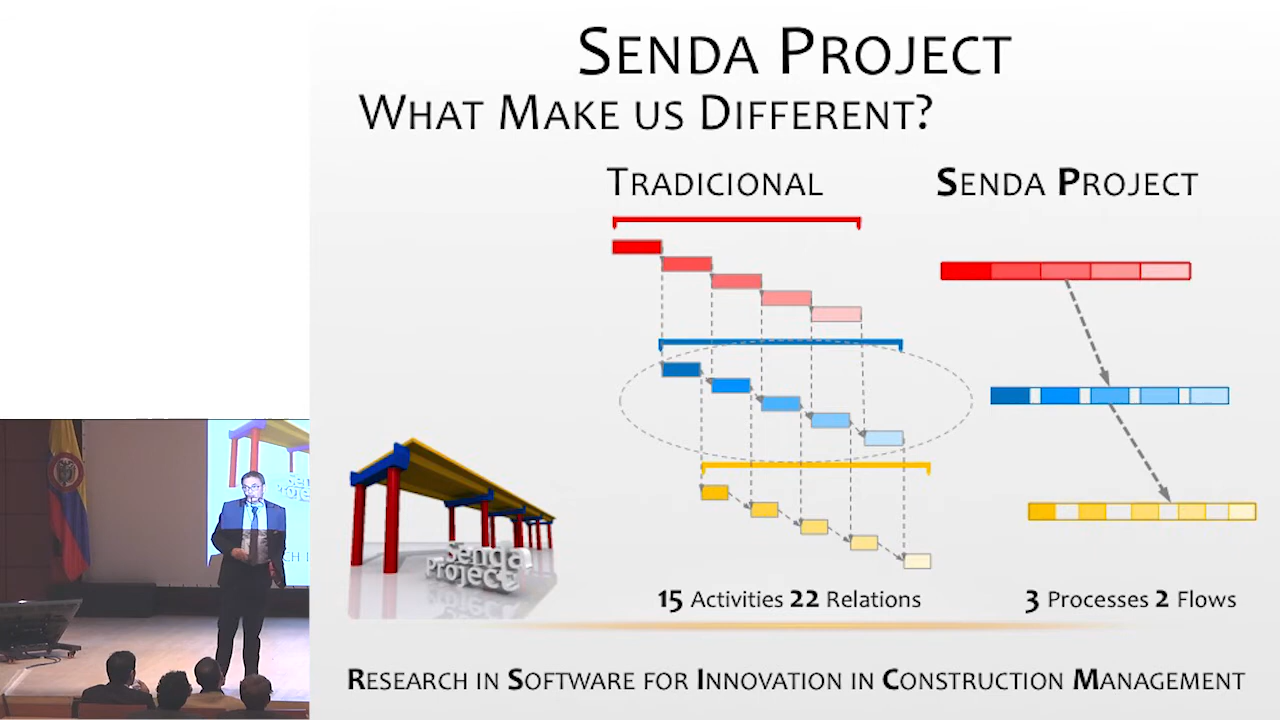 SENDA PROJECT
WHAT MAKE US DIFFERENT?
TRADICIONAL
SENDA PROJECT
Senda
Project
15 Activities 22 Relations
3 Processes 2 Flows
RESEARCH IN SOFTWARE FOR INNOVATION IN CONSTRUCTION MANAGEMENT